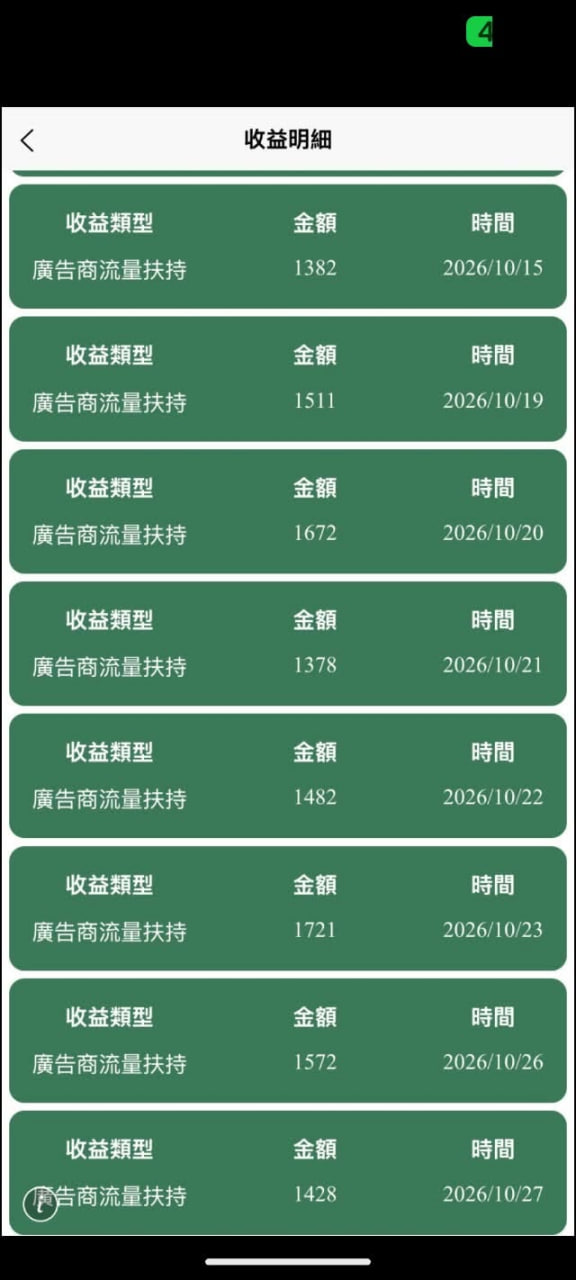 4
收益明細
收益類型 金額 時間
廣告商流量扶持 1382 2026/10/15
收益類型 金額 時間
廣告商流量扶持 1511 2026/10/19
收益類型 金額 時間
廣告商流量扶持 1672 2026/10/20
收益類型 金額 時間
廣告商流量扶持 1378 2026/10/21
收益類型 金額 時間
廣告商流量扶持 1482 2026/10/22
收益類型 金額 時間
廣告商流量扶持 1721 2026/10/23
收益類型 金額 時間
廣告商流量扶持 1572 2026/10/26
收益類型 金額 時間
廣告商流量扶持 1428 2026/10/27